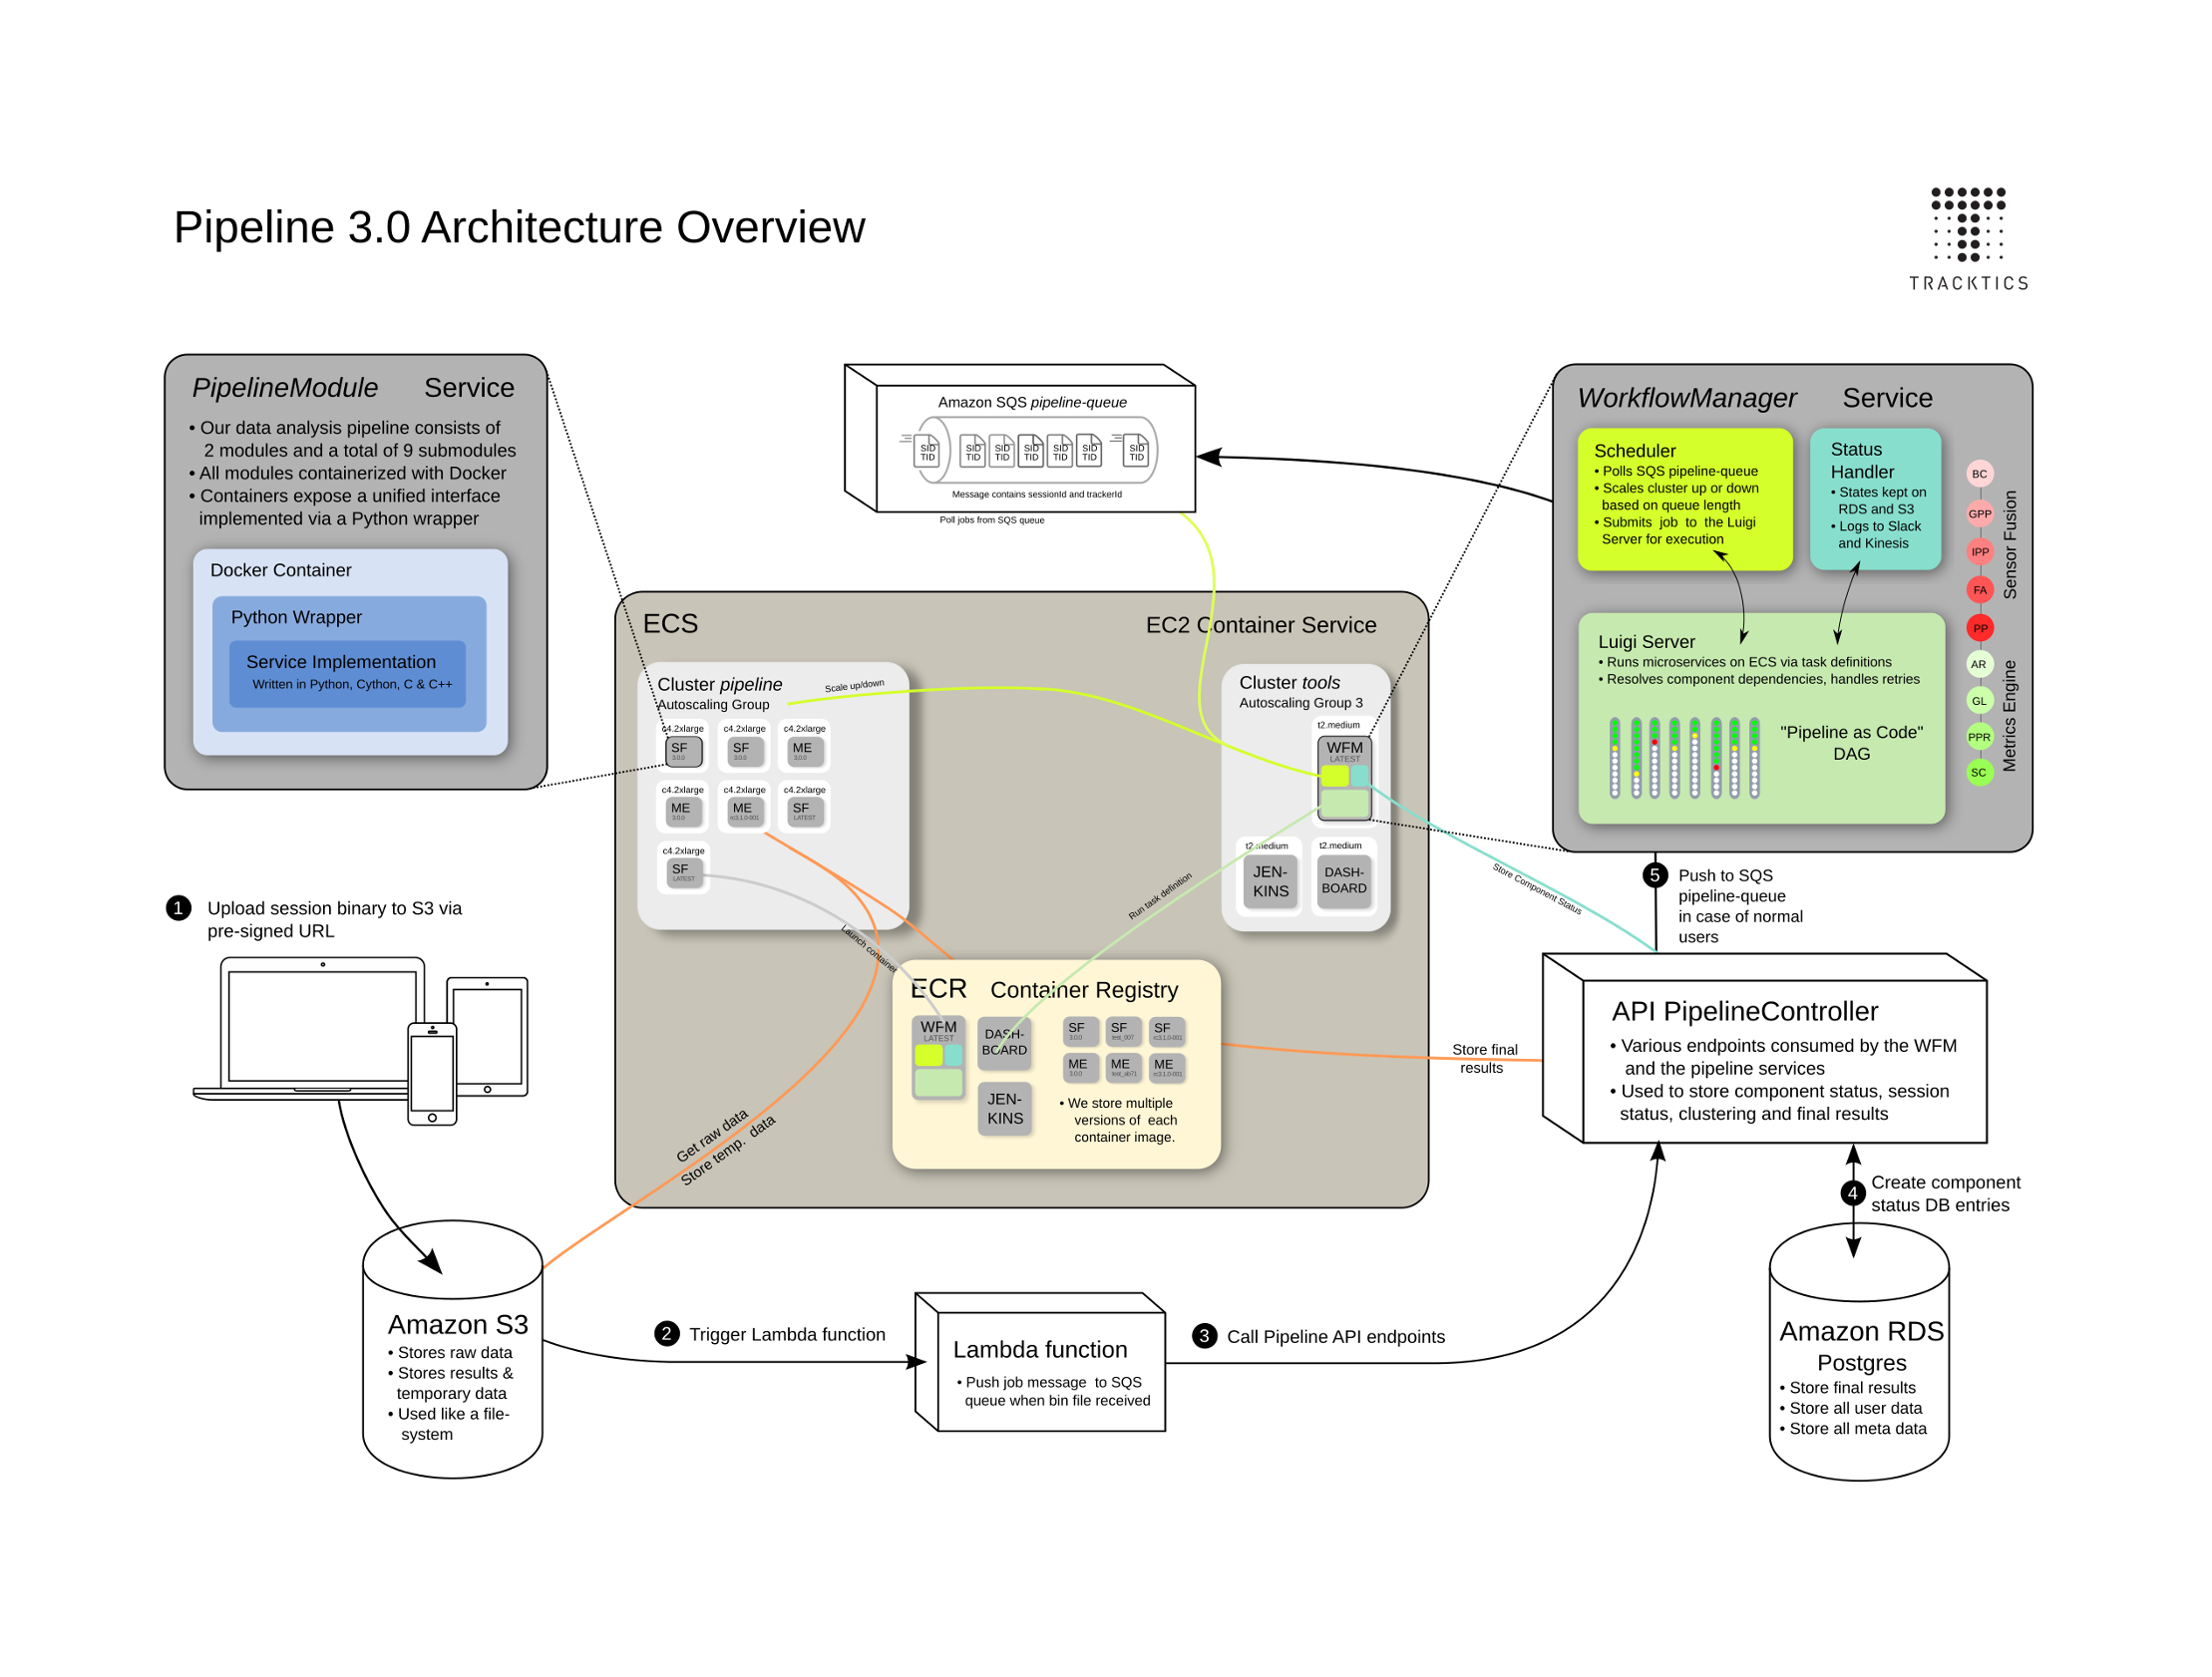 Pipeline 3.0 Architecture Overview
TRACKTICS
PipelineModule Service
• Our data analysis pipeline consists of
2 modules and a total of 9 submodules
• All modules containerized with Docker
• Containers expose a unified interface
implemented via a Python wrapper
Docker Container
Python Wrapper
Service Implementation
Written in Python, Cython, C & C++
Amazon SQS pipeline-queue
SID
TID
SID
TID
SID
TID
SID
TID
SID
TID
SID
TID
SID
TID
Message contains sessionId and trackerId
Poll jobs from SQS queue
WorkflowManager Service
Scheduler
• Polls SQS pipeline-queue
• Scales cluster up or down
based on queue length
• Submits job to the Luigi
Server for execution
Status
Handler
• States kept on
RDS and S3
• Logs to Slack
and Kinesis
Luigi Server
• Runs microservices on ECS via task definitions
• Resolves component dependencies, handles retries
"Pipeline as Code"
DAG
BC
GPP
IPP
FA
PP
AR
GL
PPR
SC
Sensor Fusion
Metrics Engine
ECS
EC2 Container Service
Cluster pipeline
Autoscaling Group
Scale up/down
c4.2xlarge
SF
3.0.0
c4.2xlarge
SF
3.0.0
c4.2xlarge
ME
3.0.0
c4.2xlarge
ME
3.0.0
c4.2xlarge
ME
rc3.1.0-001
c4.2xlarge
SF
LATEST
c4.2xlarge
SF
LATEST
Cluster tools
Autoscaling Group 3
t2.medium
WFM
LATEST
t2.medium
JEN-
KINS
t2.medium
DASH-
BOARD
Launch container
Run task definition
Store Component Status
ECR Container Registry
WFM
LATEST
DASH-
BOARD
JEN-
KINS
SF
3.0.0
SF
test_007
SF
rc3.1.0-001
ME
3.0.0
ME
test_ab71
ME
rc3.1.0-001
• We store multiple
versions of each
container image.
Get raw data
Store temp. data
Store final
results
1 Upload session binary to S3 via
pre-signed URL
5 Push to SQS
pipeline-queue
in case of normal
users
API PipelineController
• Various endpoints consumed by the WFM
and the pipeline services
• Used to store component status, session
status, clustering and final results
4 Create component
status DB entries
Amazon S3
• Stores raw data
• Stores results &
temporary data
• Used like a file-
system
2 Trigger Lambda function
Lambda function
• Push job message to SQS
queue when bin file received
3 Call Pipeline API endpoints
Amazon RDS
Postgres
• Store final results
• Store all user data
• Store all meta data